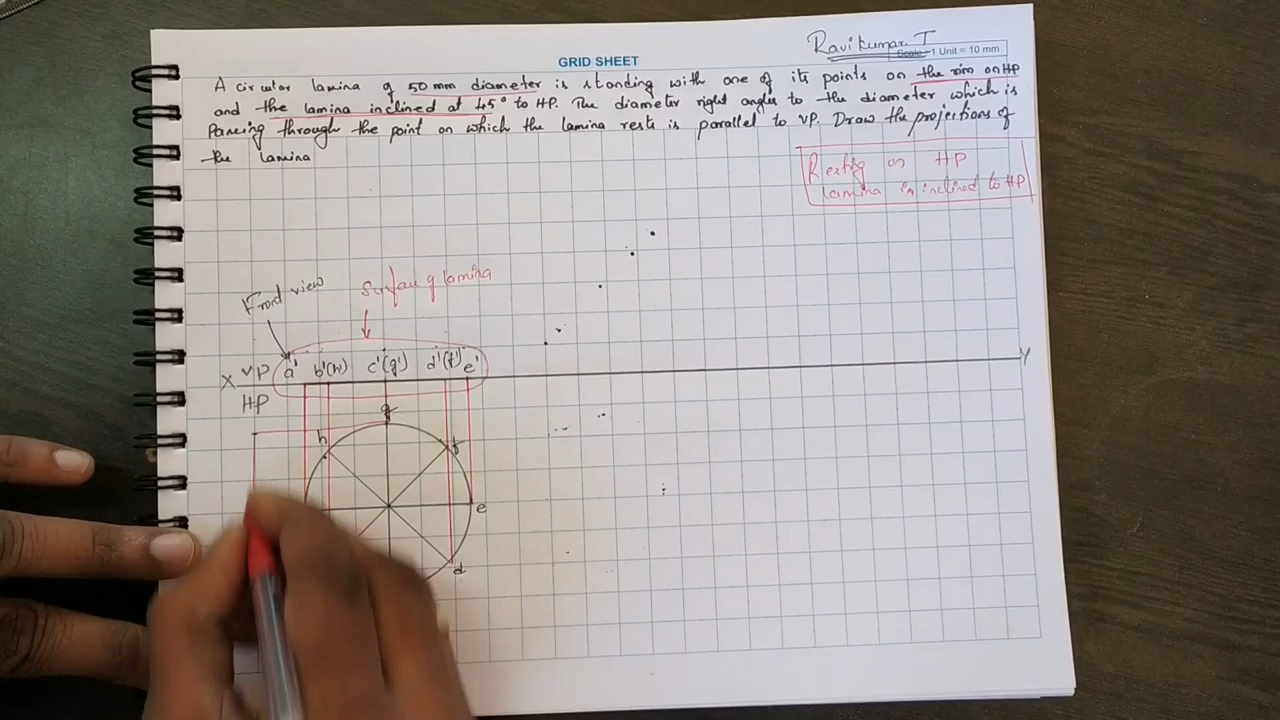 Ravikumar. T
GRID SHEET
Scale - 1 Unit = 10 mm
A circular lamina of 50 mm diameter is standing with one of its points on the rim on HP
and the lamina inclined at 45° to HP. The diameter right angles to the diameter which is
Passing through the point on which the lamina rests is parallel to VP. Draw the projections of
the lamina
Resting on HP
lamina is inclined to HP
Front view
Surface of lamina
X VP a' b'(h') c'(g') d'(f') e' Y
HP
g
h f
e
d